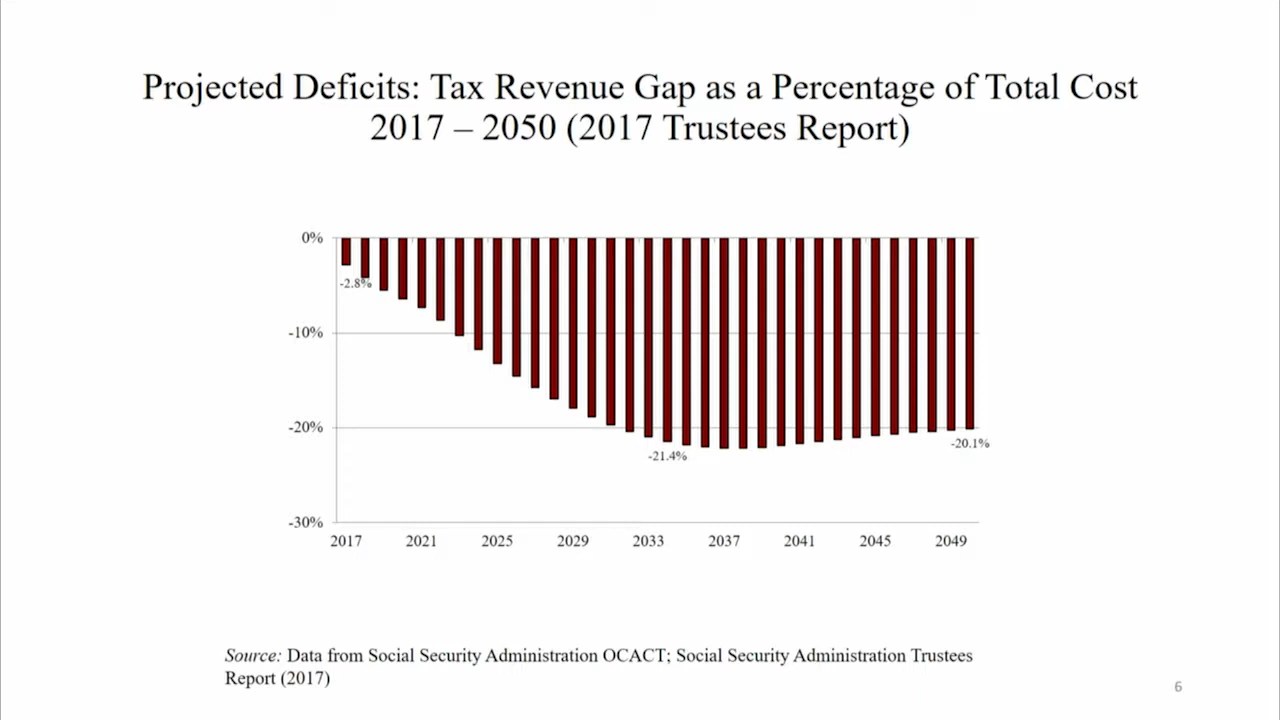 Projected Deficits: Tax Revenue Gap as a Percentage of Total Cost
2017 – 2050 (2017 Trustees Report)
0%
-2.8%
-10%
-20%
-20.1%
-21.4%
-30%
2017 2021 2025 2029 2033 2037 2041 2045 2049
Source: Data from Social Security Administration OCACT; Social Security Administration Trustees
Report (2017)
6